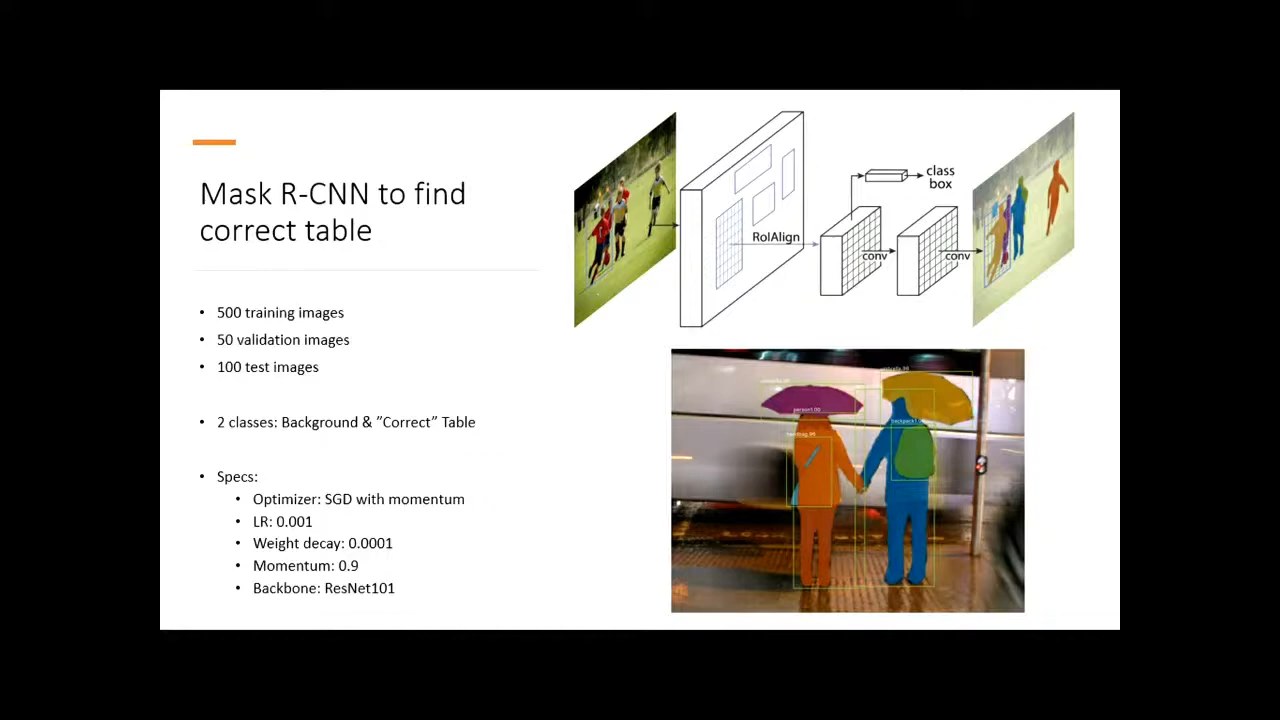 Mask R-CNN to find
correct table
• 500 training images
• 50 validation images
• 100 test images
• 2 classes: Background & ”Correct” Table
• Specs:
• Optimizer: SGD with momentum
• LR: 0.001
• Weight decay: 0.0001
• Momentum: 0.9
• Backbone: ResNet101
RoIAlign
class
box
conv
conv
person1.00